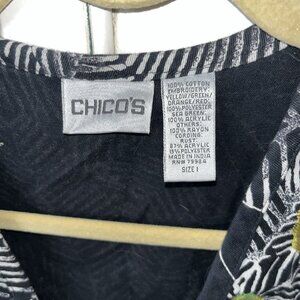 CHICO'S
100% COTTON
EMBROIDERY:
YELLOW/GREEN/
ORANGE/RED:
100% POLYESTER
SEA GREEN:
100% ACRYLIC
OTHERS:
100% RAYON
CORDING:
RUST:
87% ACRYLIC
13% POLYESTER
MADE IN INDIA
RN# 79984
SIZE 1